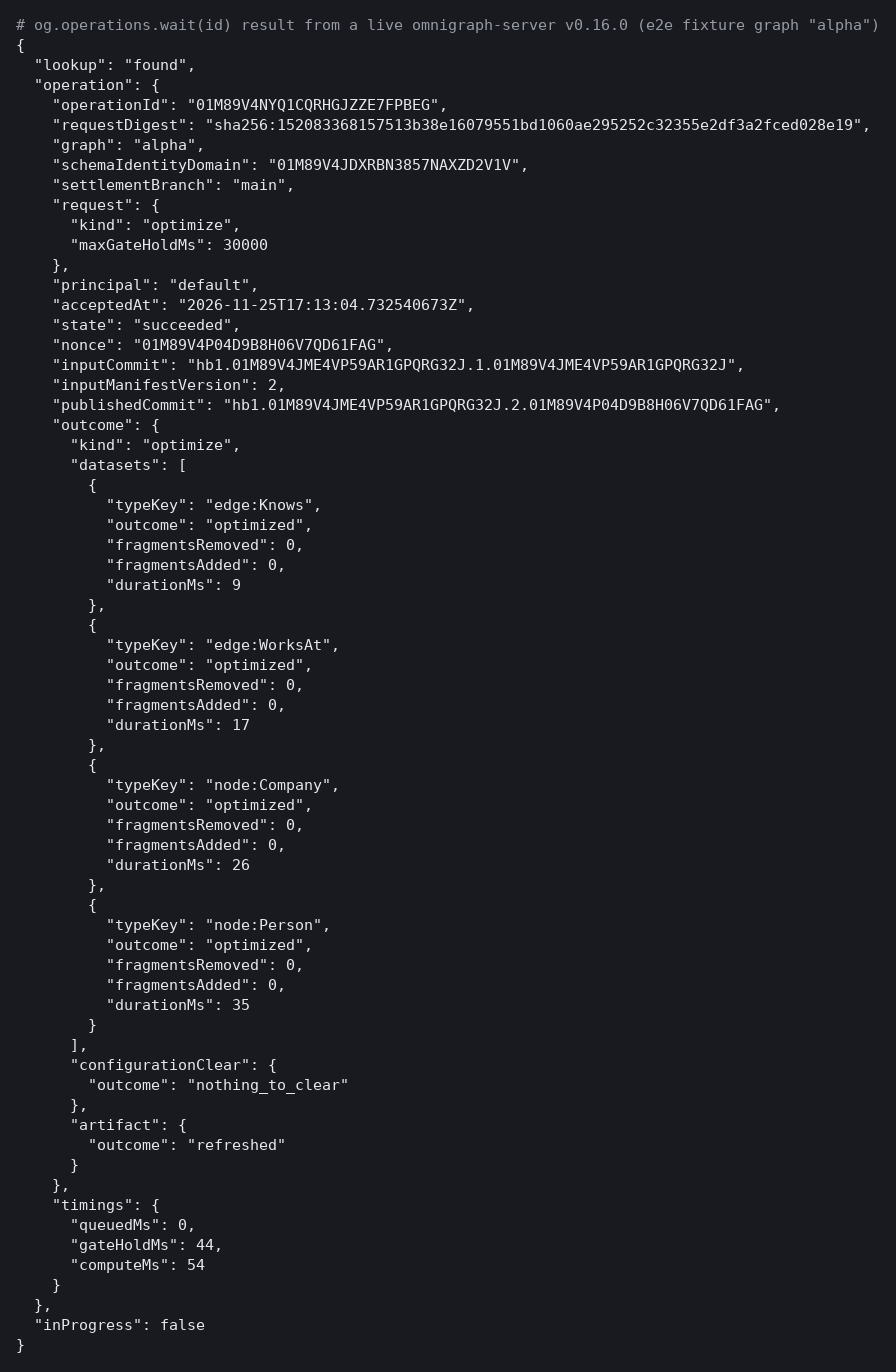 # og.operations.wait(id) result from a live omnigraph-server v0.16.0 (e2e fixture graph "alpha")
{
  "lookup": "found",
  "operation": {
    "operationId": "01M89V4NYQ1CQRHGJZZE7FPBEG",
    "requestDigest": "sha256:152083368157513b38e16079551bd1060ae295252c32355e2df3a2fced028e19",
    "graph": "alpha",
    "schemaIdentityDomain": "01M89V4JDXRBN3857NAXZD2V1V",
    "settlementBranch": "main",
    "request": {
      "kind": "optimize",
      "maxGateHoldMs": 30000
    },
    "principal": "default",
    "acceptedAt": "2026-11-25T17:13:04.732540673Z",
    "state": "succeeded",
    "nonce": "01M89V4P04D9B8H06V7QD61FAG",
    "inputCommit": "hb1.01M89V4JME4VP59AR1GPQRG32J.1.01M89V4JME4VP59AR1GPQRG32J",
    "inputManifestVersion": 2,
    "publishedCommit": "hb1.01M89V4JME4VP59AR1GPQRG32J.2.01M89V4P04D9B8H06V7QD61FAG",
    "outcome": {
      "kind": "optimize",
      "datasets": [
        {
          "typeKey": "edge:Knows",
          "outcome": "optimized",
          "fragmentsRemoved": 0,
          "fragmentsAdded": 0,
          "durationMs": 9
        },
        {
          "typeKey": "edge:WorksAt",
          "outcome": "optimized",
          "fragmentsRemoved": 0,
          "fragmentsAdded": 0,
          "durationMs": 17
        },
        {
          "typeKey": "node:Company",
          "outcome": "optimized",
          "fragmentsRemoved": 0,
          "fragmentsAdded": 0,
          "durationMs": 26
        },
        {
          "typeKey": "node:Person",
          "outcome": "optimized",
          "fragmentsRemoved": 0,
          "fragmentsAdded": 0,
          "durationMs": 35
        }
      ],
      "configurationClear": {
        "outcome": "nothing_to_clear"
      },
      "artifact": {
        "outcome": "refreshed"
      }
    },
    "timings": {
      "queuedMs": 0,
      "gateHoldMs": 44,
      "computeMs": 54
    }
  },
  "inProgress": false
}